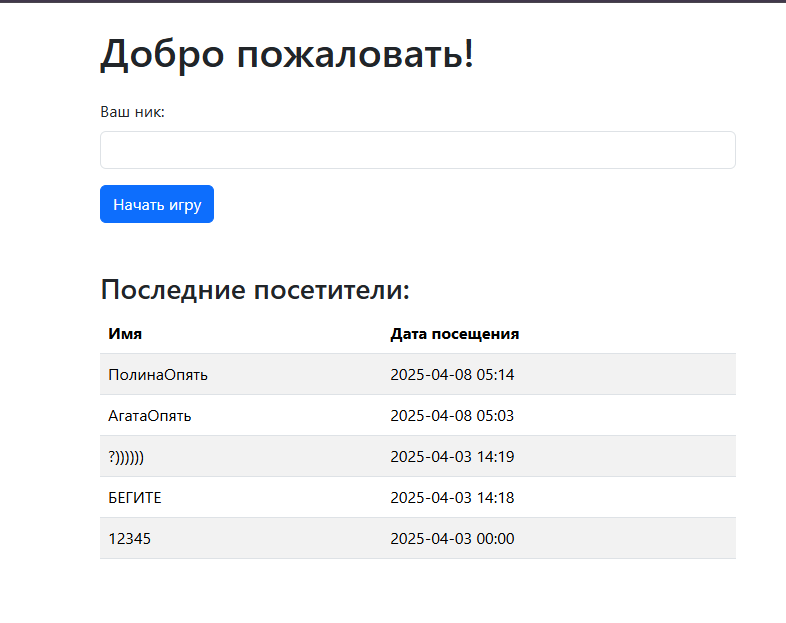 Добро пожаловать!
Ваш ник:
Начать игру
Последние посетители:
Имя Дата посещения
ПолинаОпять 2025-04-08 05:14
АгатаОпять 2025-04-08 05:03
?)))))) 2025-04-03 14:19
БЕГИТЕ 2025-04-03 14:18
12345 2025-04-03 00:00